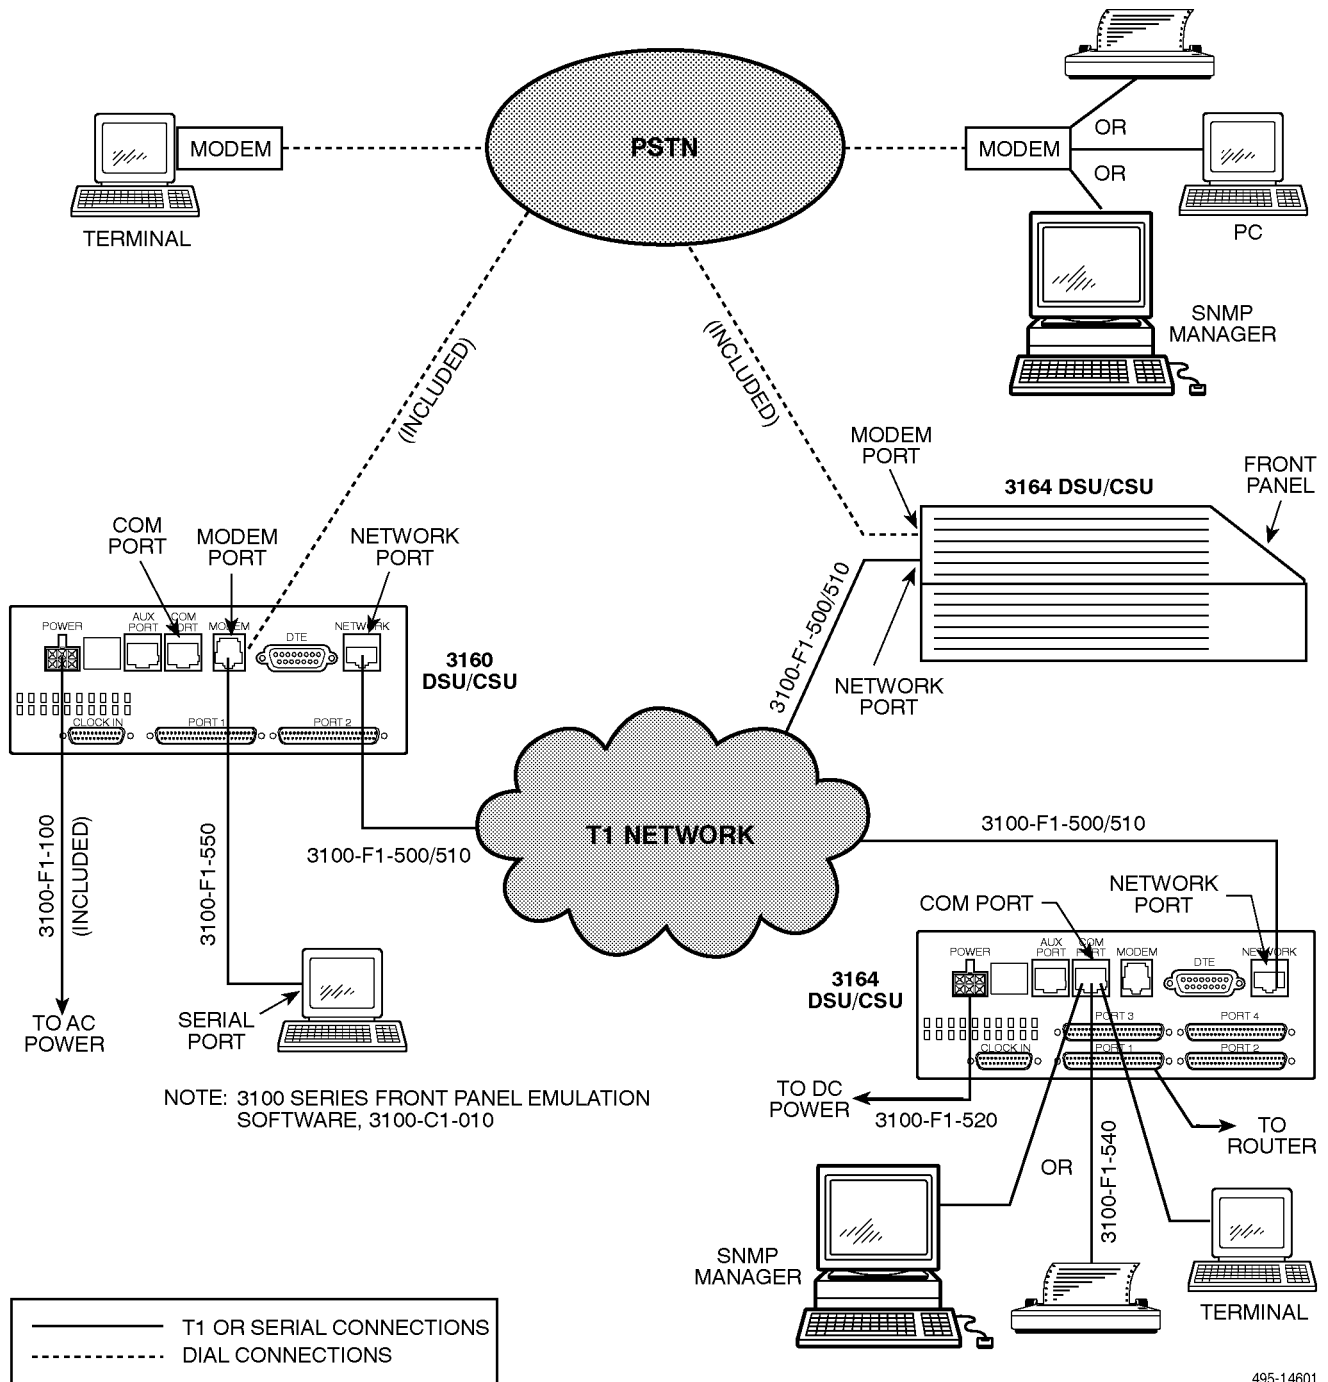 PSTN
MODEM
TERMINAL
MODEM
OR
OR
PC
SNMP
MANAGER
(INCLUDED)
(INCLUDED)
MODEM
PORT
3164 DSU/CSU
FRONT
PANEL
NETWORK
PORT
3100-F1-500/510
COM
PORT
MODEM
PORT
NETWORK
PORT
POWER
AUX
PORT
COM
PORT
MODEM
DTE
NETWORK
CLOCK IN
PORT 1
PORT 2
3160
DSU/CSU
T1 NETWORK
3100-F1-100
(INCLUDED)
3100-F1-550
3100-F1-500/510
3100-F1-500/510
TO AC
POWER
SERIAL
PORT
NOTE: 3100 SERIES FRONT PANEL EMULATION
SOFTWARE, 3100-C1-010
COM PORT
NETWORK
PORT
3164
DSU/CSU
POWER
AUX
PORT
COM
PORT
MODEM
DTE
NETWORK
PORT 3
PORT 4
CLOCK IN
PORT 1
PORT 2
TO DC
POWER
3100-F1-520
TO
ROUTER
OR
3100-F1-540
SNMP
MANAGER
TERMINAL
T1 OR SERIAL CONNECTIONS
DIAL CONNECTIONS
495-14601